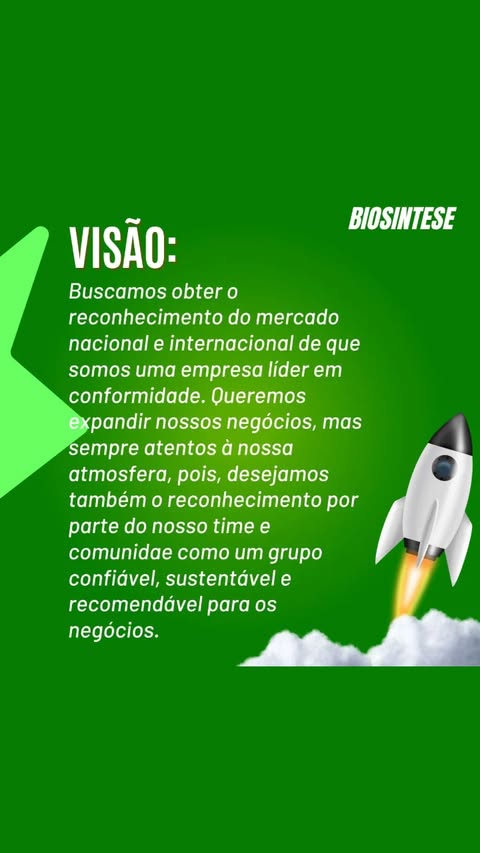 BIOSINTESE
VISÃO:
Buscamos obter o
reconhecimento do mercado
nacional e internacional de que
somos uma empresa líder em
conformidade. Queremos
expandir nossos negócios, mas
sempre atentos à nossa
atmosfera, pois, desejamos
também o reconhecimento por
parte do nosso time e
comunidae como um grupo
confiável, sustentável e
recomendável para os
negócios.